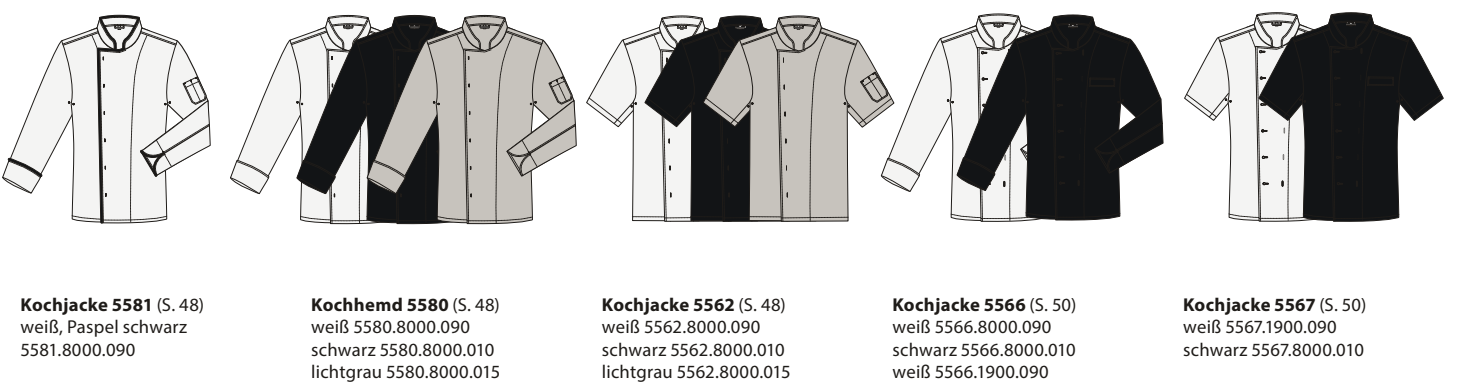 Kochjacke 5581 (S. 48)
weiß, Paspel schwarz
5581.8000.090
Kochhemd 5580 (S. 48)
weiß 5580.8000.090
schwarz 5580.8000.010
lichtgrau 5580.8000.015
Kochjacke 5562 (S. 48)
weiß 5562.8000.090
schwarz 5562.8000.010
lichtgrau 5562.8000.015
Kochjacke 5566 (S. 50)
weiß 5566.8000.090
schwarz 5566.8000.010
weiß 5566.1900.090
Kochjacke 5567 (S. 50)
weiß 5567.1900.090
schwarz 5567.8000.010